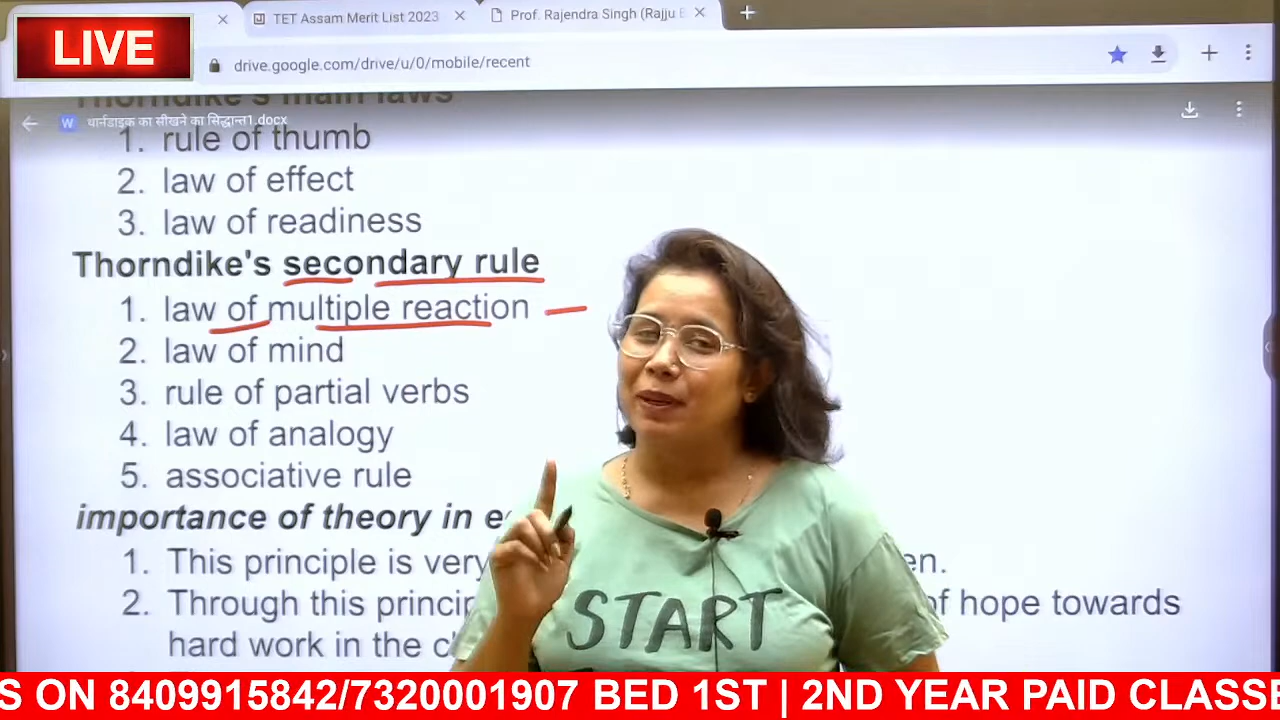 LIVE
TET Assam Merit List 2023
Prof. Rajendra Singh (Rajju
drive.google.com/drive/u/0/mobile/recent
Thorndike's main laws
थार्नडाइक का सीखने का सिद्धान्त1.docx
1. rule of thumb
2. law of effect
3. law of readiness
Thorndike's secondary rule
1. law of multiple reaction
2. law of mind
3. rule of partial verbs
4. law of analogy
5. associative rule
importance of theory in
1. This principle is very en.
2. Through this of hope towards
hard work in the
START
S ON 8409915842/7320001907 BED 1ST | 2ND YEAR PAID CLASSE